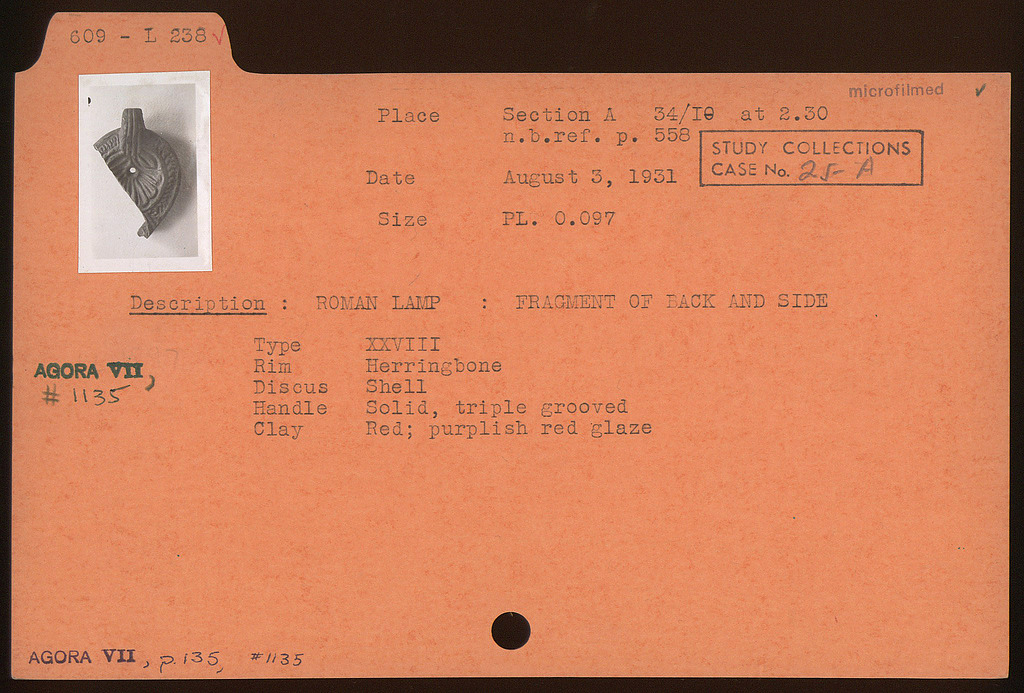 609 - L 238 ✓
microfilmed ✓
Place Section A 34/IΘ at 2.30
n.b.ref. p. 558
STUDY COLLECTIONS
CASE No. 25-A
Date August 3, 1931
Size PL. 0.097
Description : ROMAN LAMP : FRAGMENT OF BACK AND SIDE
Type XXVIII
Rim Herringbone
Discus Shell
Handle Solid, triple grooved
Clay Red; purplish red glaze
AGORA VII,
# 1135
AGORA VII, p. 135, #1135